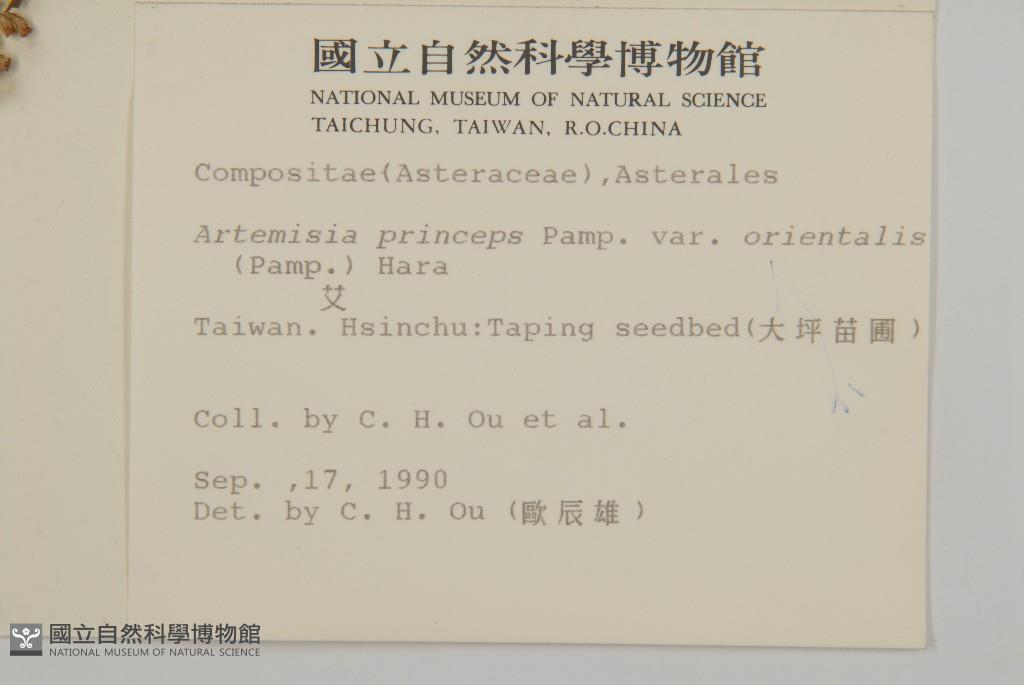 國立自然科學博物館
NATIONAL MUSEUM OF NATURAL SCIENCE
TAICHUNG, TAIWAN, R.O.CHINA
Compositae(Asteraceae),Asterales
Artemisia princeps Pamp. var. orientalis
(Pamp.) Hara
艾
Taiwan. Hsinchu:Taping seedbed(大坪苗圃)
Coll. by C. H. Ou et al.
Sep. ,17, 1990
Det. by C. H. Ou (歐辰雄)
國立自然科學博物館
NATIONAL MUSEUM OF NATURAL SCIENCE